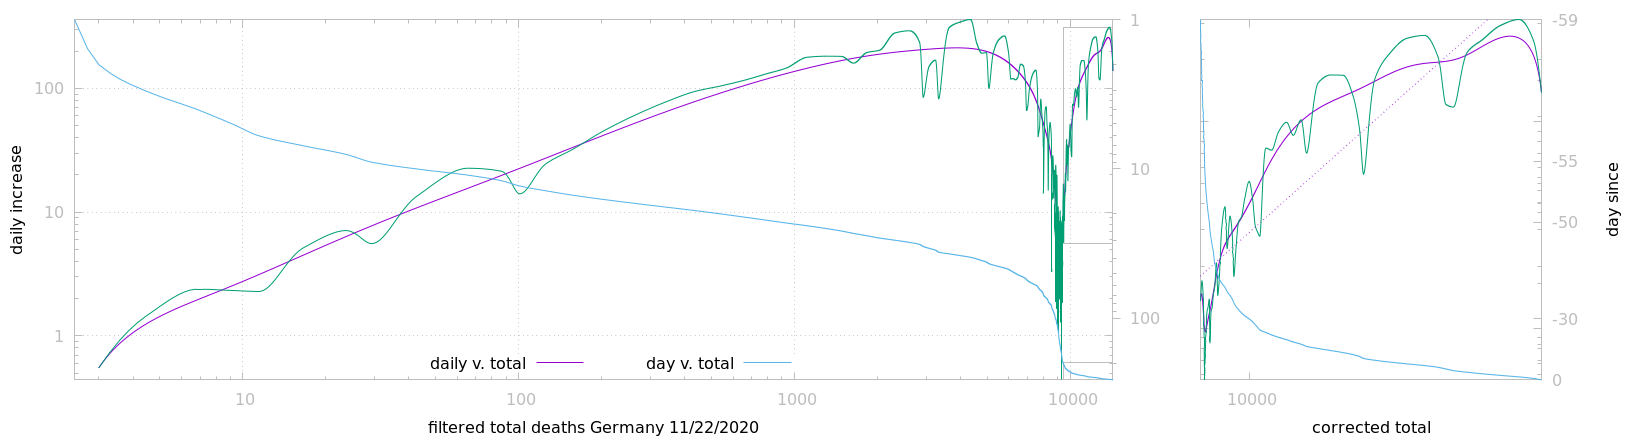 daily increase
100
10
1
daily v. total
day v. total
10
100
1000
10000
filtered total deaths Germany 11/22/2020
1
10
100
-59
-55
-50
-30
0
day since
10000
corrected total